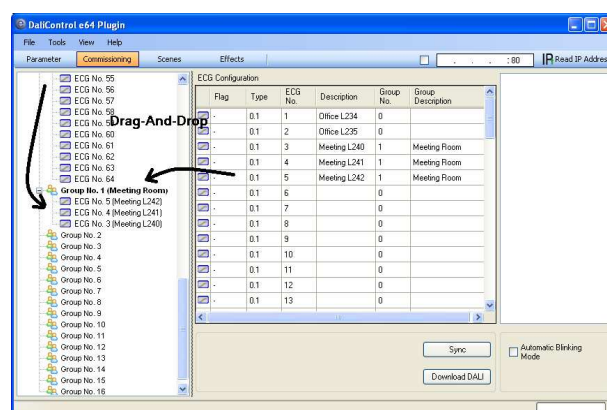 DaliControl e64 Plugin
File Tools View Help
Parameter Commissioning Scenes Effects : 80 IP Read IP Addres
ECG No. 55
ECG No. 56
ECG No. 57
ECG No. 58
Drag-And-Drop
ECG No. 60
ECG No. 61
ECG No. 62
ECG No. 63
ECG No. 64
Group No. 1 (Meeting Room)
ECG No. 5 (Meeting L242)
ECG No. 4 (Meeting L241)
ECG No. 3 (Meeting L240)
Group No. 2
Group No. 3
Group No. 4
Group No. 5
Group No. 6
Group No. 7
Group No. 8
Group No. 9
Group No. 10
Group No. 11
Group No. 12
Group No. 13
Group No. 14
Group No. 15
Group No. 16
ECG Configuration
Flag Type ECG No. Description Group No. Group Description
- 0.1 1 Office L234 0
- 0.1 2 Office L235 0
- 0.1 3 Meeting L240 1 Meeting Room
- 0.1 4 Meeting L241 1 Meeting Room
- 0.1 5 Meeting L242 1 Meeting Room
- 0.1 6 0
- 0.1 7 0
- 0.1 8 0
- 0.1 9 0
- 0.1 10 0
- 0.1 11 0
- 0.1 12 0
- 0.1 13 0
Sync
Download DALI
Automatic Blinking
Mode